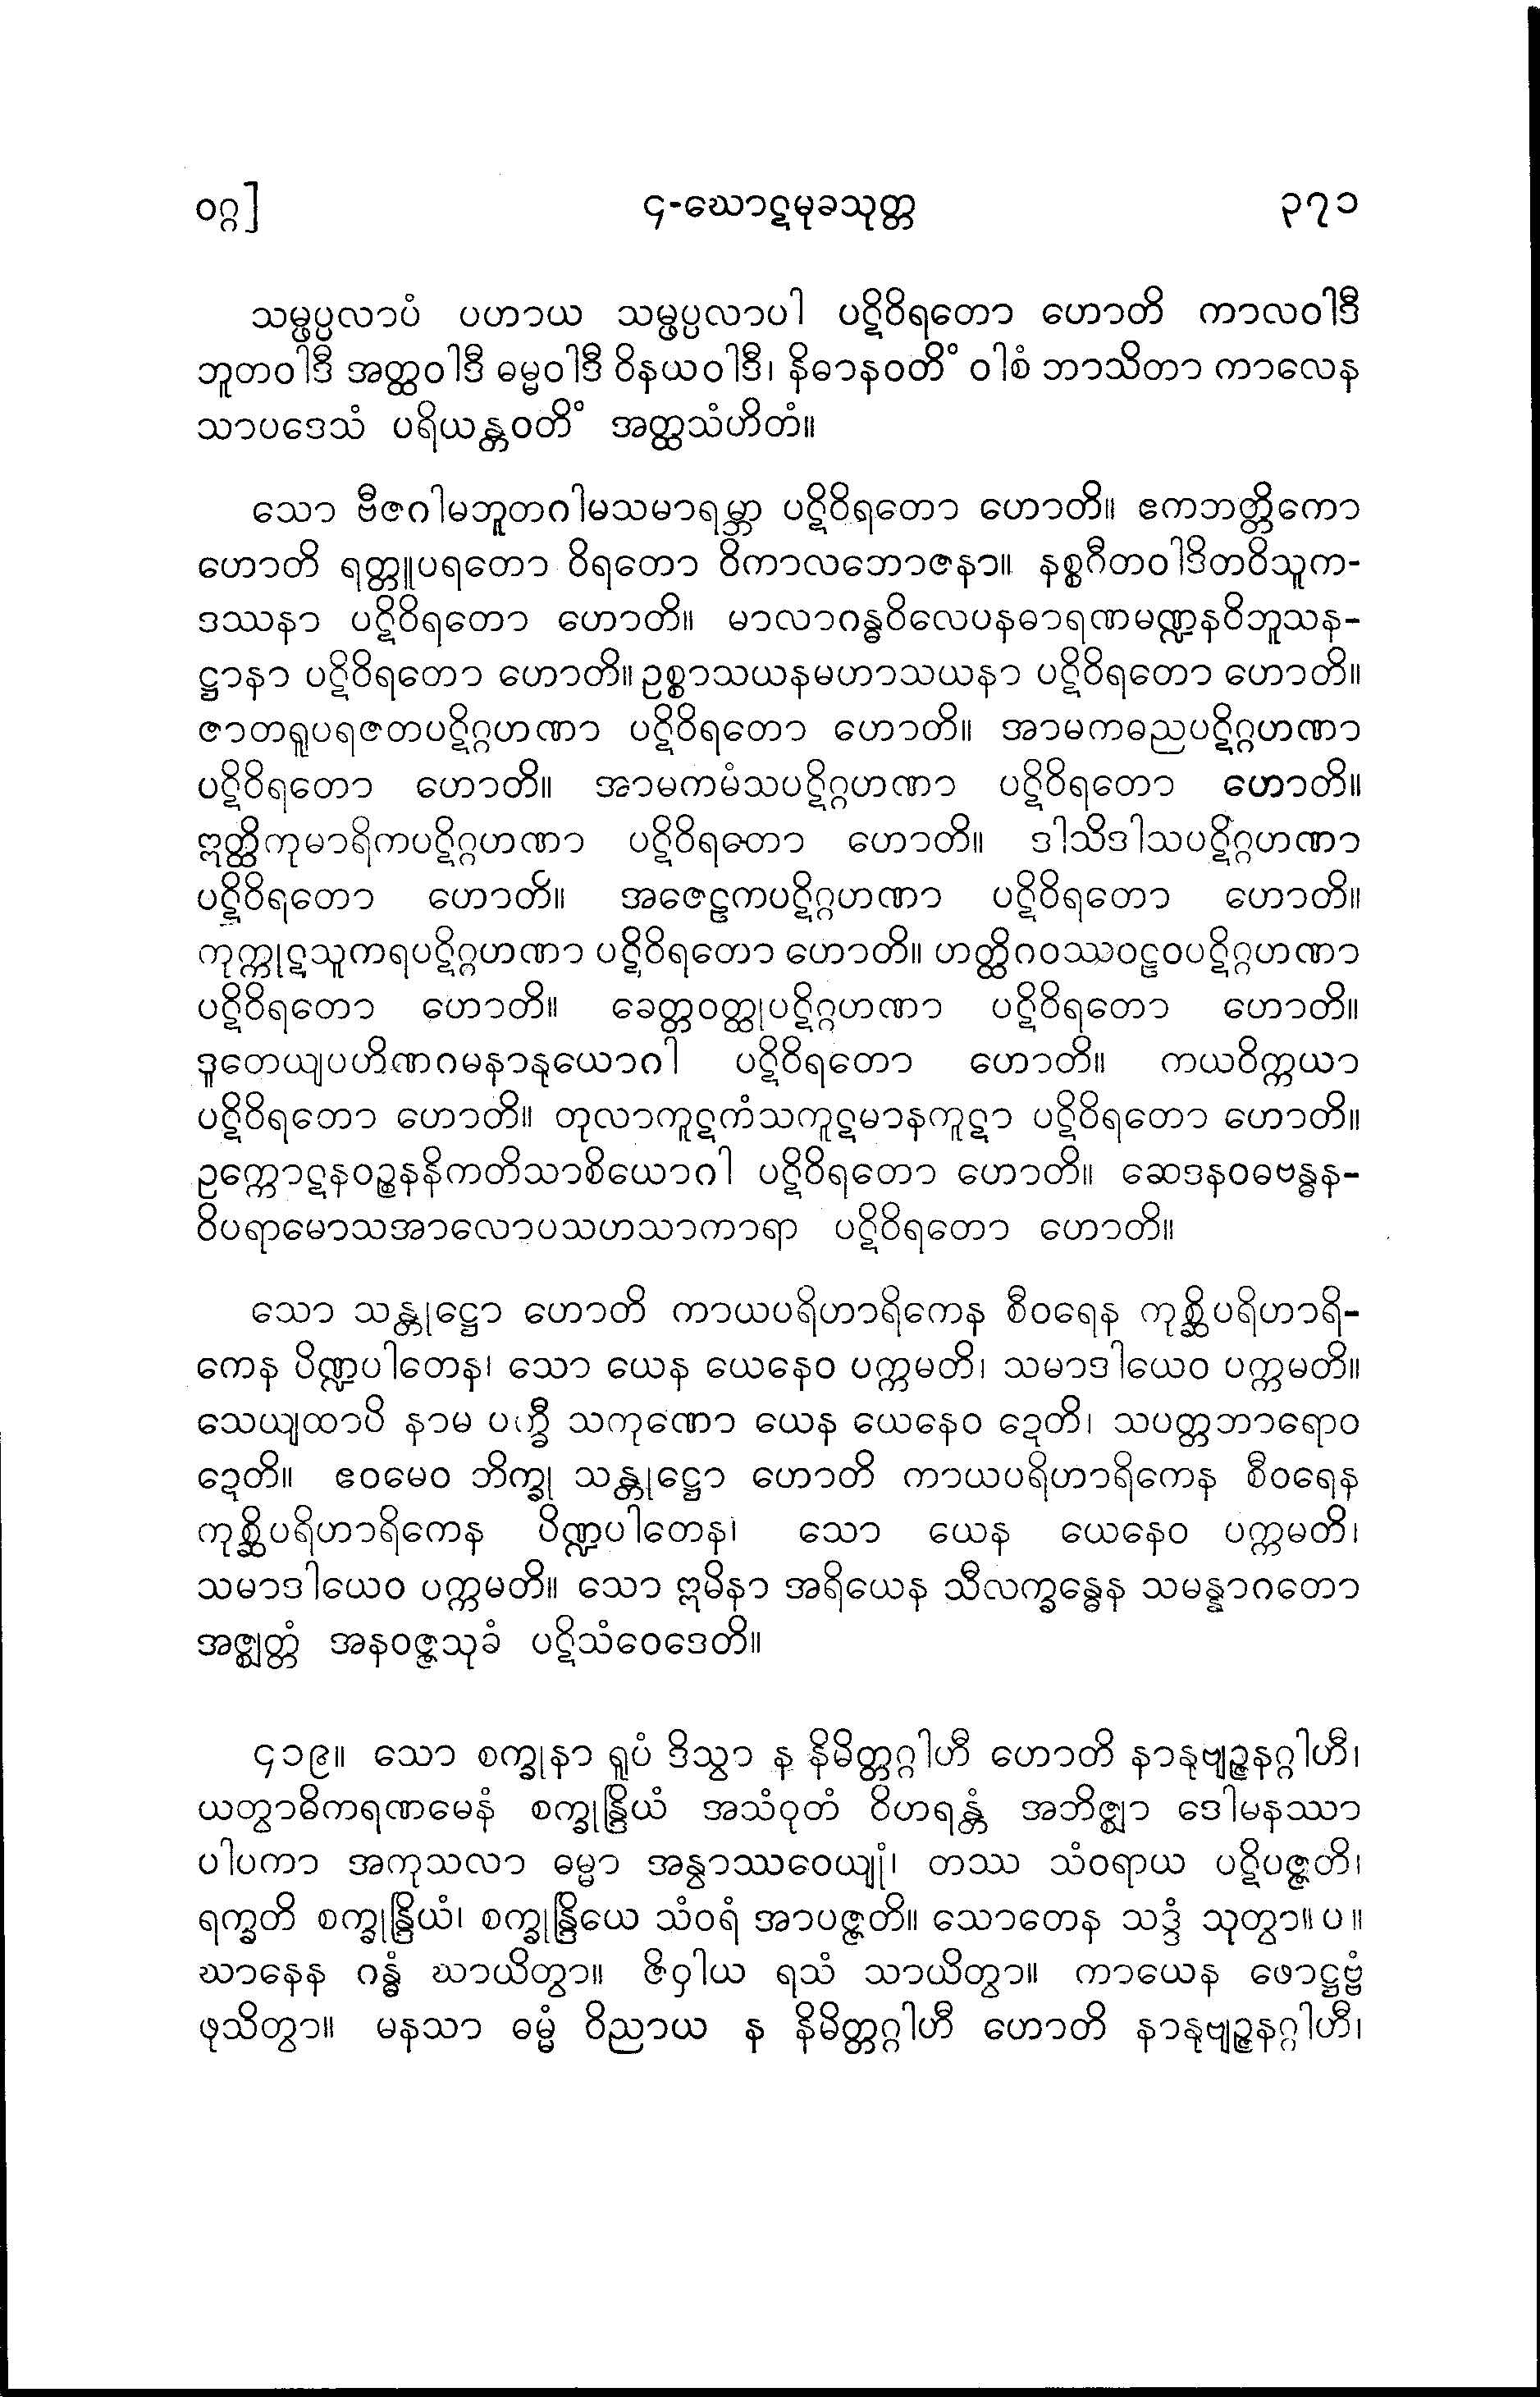 ဝဂ္ဂ]
၄-ဃောဋမုခသုတ္တ
၃၇၁
သမ္ဖပ္ပလာပံ ပဟာယ သမ္ဖပ္ပလာပါ ပဋိဝိရတော ဟောတိ ကာလဝါဒီ
ဘူတဝါဒီ အတ္ထဝါဒီ ဓမ္မဝါဒီ ဝိနယဝါဒီ၊ နိဓာနဝတိံ ဝါစံ ဘာသိတာ ကာလေန
သာပဒေသံ ပရိယန္တဝတိံ အတ္ထသံဟိတံ။
သော ဗီဇဂါမဘူတဂါမသမာရမ္ဘာ ပဋိဝိရတော ဟောတိ။ ဧကဘတ္တိကော
ဟောတိ ရတ္တူပရတော ဝိရတော ဝိကာလဘောဇနာ။ နစ္စဂီတဝါဒိတဝိသူက-
ဒဿနာ ပဋိဝိရတော ဟောတိ။ မာလာဂန္ဓဝိလေပနဓာရဏမဏ္ဍနဝိဘူသန-
ဋ္ဌာနာ ပဋိဝိရတော ဟောတိ။ ဥစ္စာသယနမဟာသယနာ ပဋိဝိရတော ဟောတိ။
ဇာတရူပရဇတပဋိဂ္ဂဟဏာ ပဋိဝိရတော ဟောတိ။ အာမကဓညပဋိဂ္ဂဟဏာ
ပဋိဝိရတော ဟောတိ။ အာမကမံသပဋိဂ္ဂဟဏာ ပဋိဝိရတော ဟောတိ။
ဣတ္ထိကုမာရိကပဋိဂ္ဂဟဏာ ပဋိဝိရတော ဟောတိ။ ဒါသိဒါသပဋိဂ္ဂဟဏာ
ပဋိဝိရတော ဟောတိ။ အဇေဠကပဋိဂ္ဂဟဏာ ပဋိဝိရတော ဟောတိ။
ကုက္ကုဋသူကရပဋိဂ္ဂဟဏာ ပဋိဝိရတော ဟောတိ။ ဟတ္ထိဂဝဿဝဠဝပဋိဂ္ဂဟဏာ
ပဋိဝိရတော ဟောတိ။ ခေတ္တဝတ္ထုပဋိဂ္ဂဟဏာ ပဋိဝိရတော ဟောတိ။
ဒူတေယျပဟိဏဂမနာနုယောဂါ ပဋိဝိရတော ဟောတိ။ ကယဝိက္ကယာ
ပဋိဝိရတော ဟောတိ။ တုလာကူဋကံသကူဋမာနကူဋာ ပဋိဝိရတော ဟောတိ။
ဥက္ကောဋနဝဉ္စနနိကတိသာစိယောဂါ ပဋိဝိရတော ဟောတိ။ ဆေဒနဝဓဗန္ဓန-
ဝိပရာမောသအာလောပသဟသာကာရာ ပဋိဝိရတော ဟောတိ။
သော သန္တုဋ္ဌော ဟောတိ ကာယပရိဟာရိကေန စီဝရေန ကုစ္ဆိပရိဟာရိ-
ကေန ပိဏ္ဍပါတေန၊ သော ယေန ယေနေဝ ပက္ကမတိ၊ သမာဒါယေဝ ပက္ကမတိ။
သေယျထာပိ နာမ ပက္ခီ သကုဏော ယေန ယေနေဝ ဍေတိ၊ သပတ္တဘာရောဝ
ဍေတိ။ ဧဝမေဝ ဘိက္ခု သန္တုဋ္ဌော ဟောတိ ကာယပရိဟာရိကေန စီဝရေန
ကုစ္ဆိပရိဟာရိကေန ပိဏ္ဍပါတေန၊ သော ယေန ယေနေဝ ပက္ကမတိ၊
သမာဒါယေဝ ပက္ကမတိ။ သော ဣမိနာ အရိယေန သီလက္ခန္ဓေန သမန္နာဂတော
အဇ္ဈတ္တံ အနဝဇ္ဇသုခံ ပဋိသံဝေဒေတိ။
၄၁၉။ သော စက္ခုနာ ရူပံ ဒိသွာ န နိမိတ္တဂ္ဂါဟီ ဟောတိ နာနုဗျဉ္ဇနဂ္ဂါဟီ၊
ယတွာဓိကရဏမေနံ စက္ခုန္ဒြိယံ အသံဝုတံ ဝိဟရန္တံ အဘိဇ္ဈာ ဒေါမနဿာ
ပါပကာ အကုသလာ ဓမ္မာ အနွာဿဝေယျုံ၊ တဿ သံဝရာယ ပဋိပဇ္ဇတိ၊
ရက္ခတိ စက္ခုန္ဒြိယံ၊ စက္ခုန္ဒြိယေ သံဝရံ အာပဇ္ဇတိ။ သောတေန သဒ္ဒံ သုတွာ။ ပ ။
ဃာနေန ဂန္ဓံ ဃာယိတွာ။ ဇိဝှါယ ရသံ သာယိတွာ။ ကာယေန ဖောဋ္ဌဗ္ဗံ
ဖုသိတွာ။ မနသာ ဓမ္မံ ဝိညာယ န နိမိတ္တဂ္ဂါဟီ ဟောတိ နာနုဗျဉ္ဇနဂ္ဂါဟီ၊